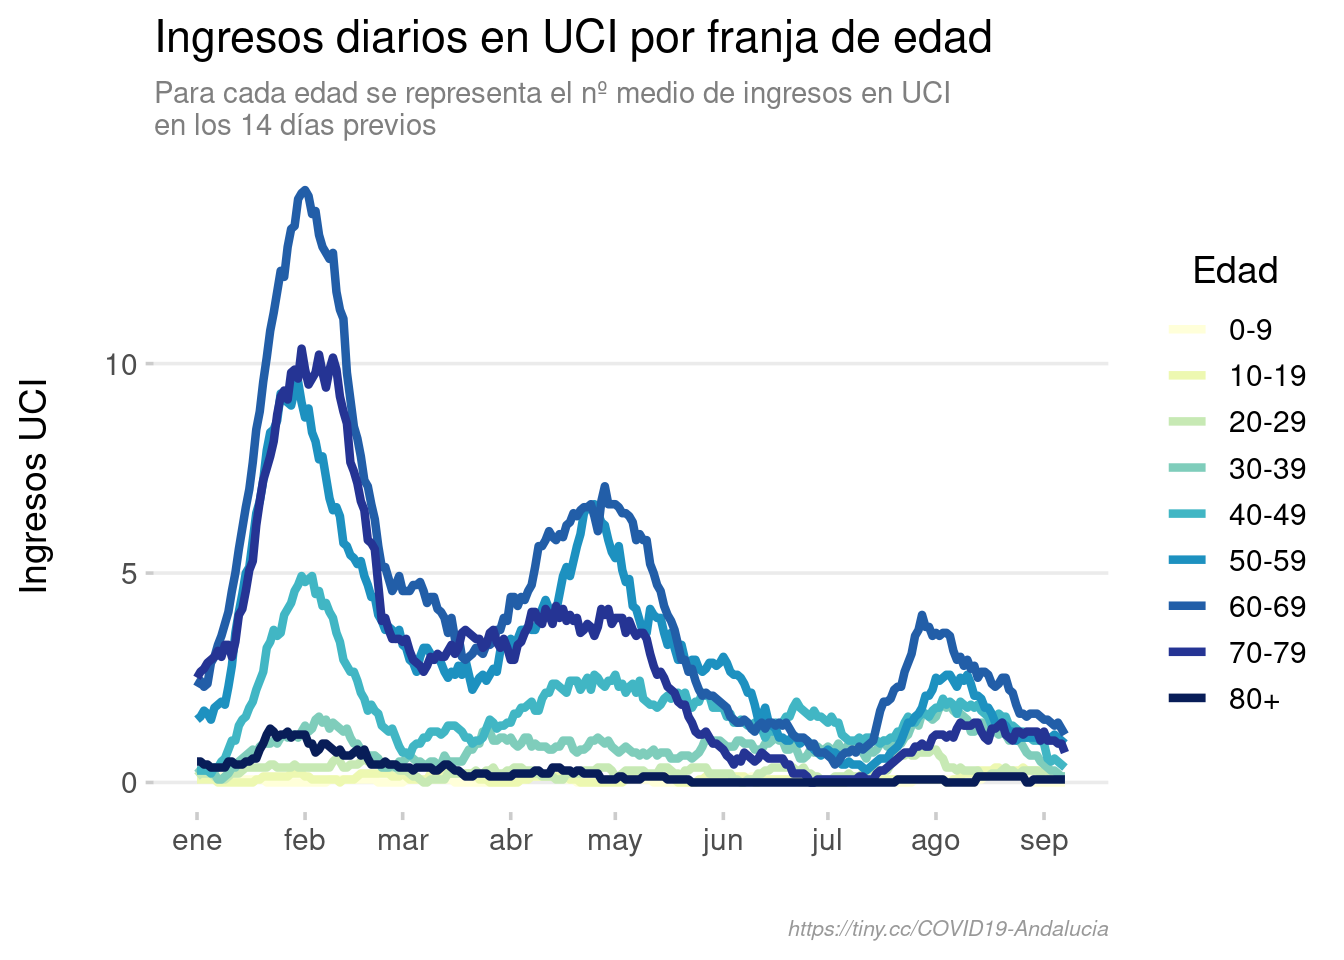 Ingresos diarios en UCI por franja de edad
Para cada edad se representa el nº medio de ingresos en UCI
en los 14 días previos
Ingresos UCI
10
5
0
ene
feb
mar
abr
may
jun
jul
ago
sep
Edad
0-9
10-19
20-29
30-39
40-49
50-59
60-69
70-79
80+
https://tiny.cc/COVID19-Andalucia